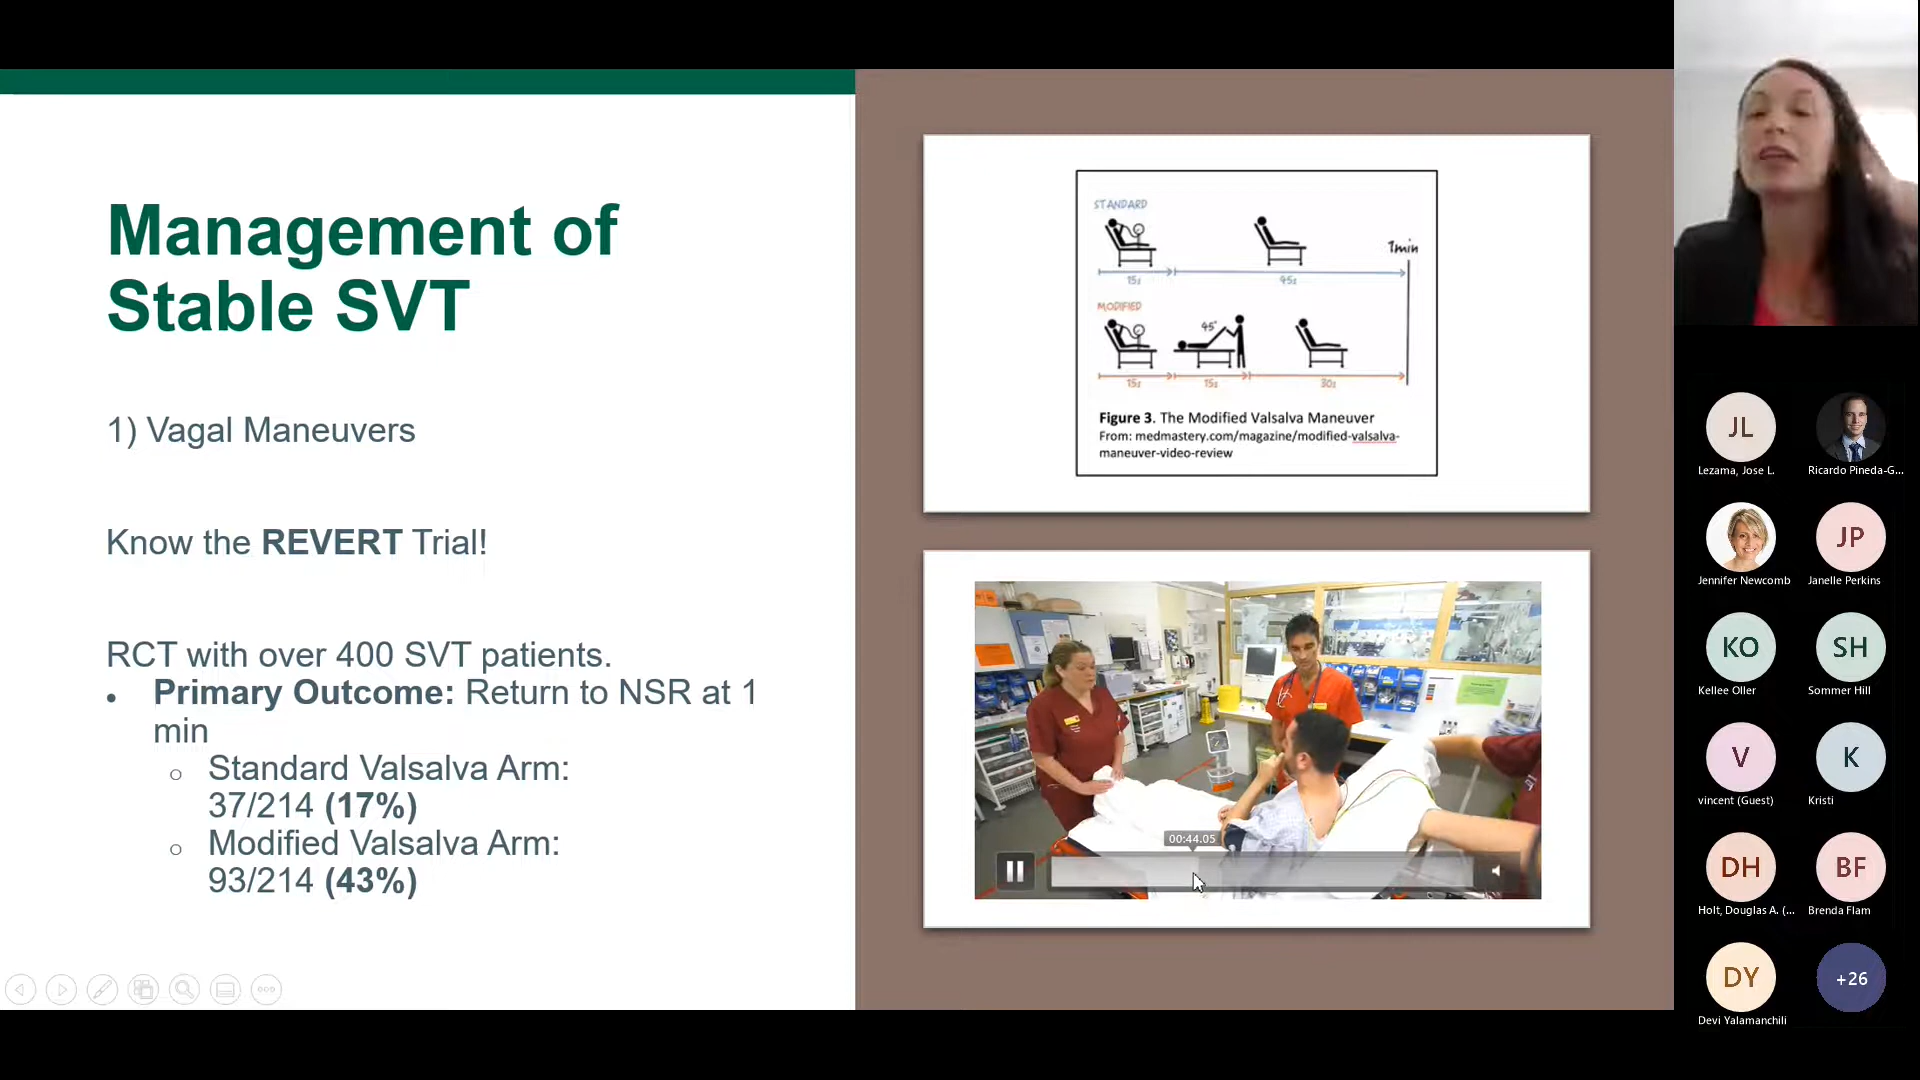 Management of
Stable SVT
1) Vagal Maneuvers
Know the REVERT Trial!
RCT with over 400 SVT patients.
• Primary Outcome: Return to NSR at 1
min
o Standard Valsalva Arm:
37/214 (17%)
o Modified Valsalva Arm:
93/214 (43%)
STANDARD
1min
15s
45s
MODIFIED
45°
15s
15s
30s
Figure 3. The Modified Valsalva Maneuver
From: medmastery.com/magazine/modified-valsalva-
maneuver-video-review
00:44.05
JL
Lezama, Jose L.
Ricardo Pineda-G...
Jennifer Newcomb
JP
Janelle Perkins
KO
Kellee Oller
SH
Sommer Hill
V
vincent (Guest)
K
Kristi
DH
Holt, Douglas A. (...
BF
Brenda Flam
DY
Devi Yalamanchili
+26